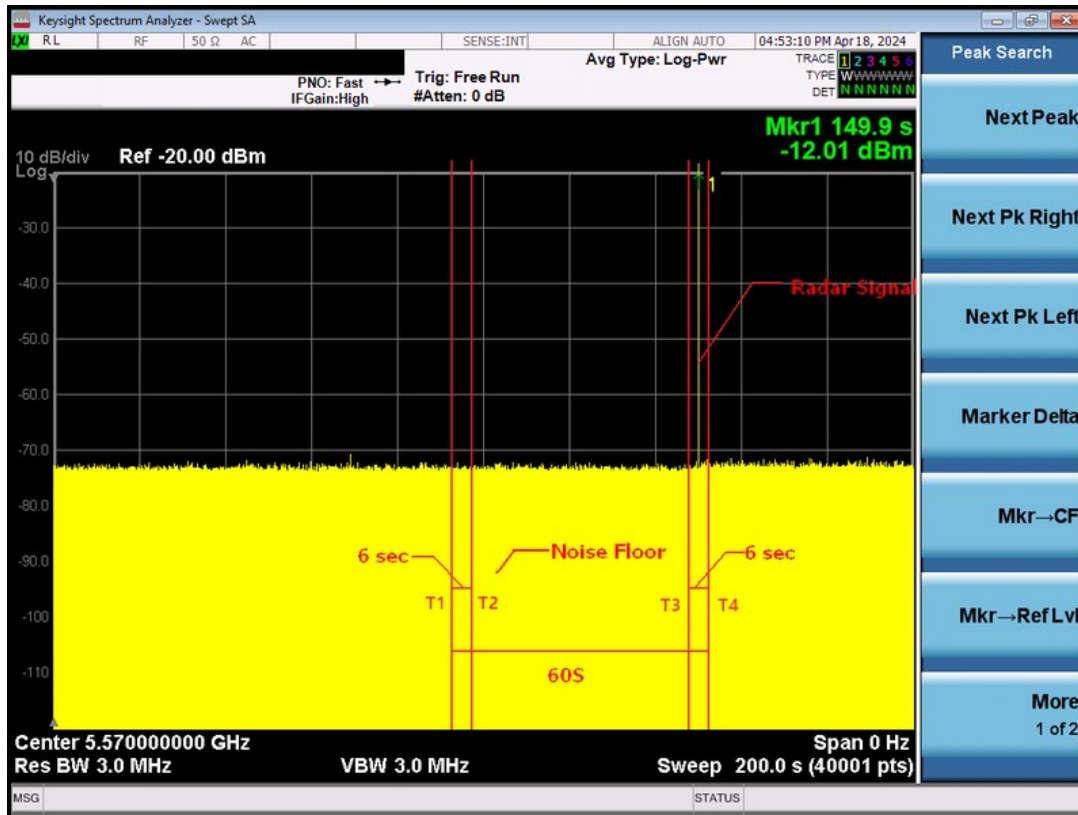 Keysight Spectrum Analyzer - Swept SA
LXI RL RF 50 Ω AC SENSE:INT ALIGN AUTO 04:53:10 PM Apr 18, 2024
Avg Type: Log-Pwr
TRACE 1 2 3 4 5 6
TYPE WWWWWWW
DET N N N N N N
PNO: Fast
IFGain:High
Trig: Free Run
#Atten: 0 dB
Mkr1 149.9 s
-12.01 dBm
10 dB/div
Log
Ref -20.00 dBm
1
-30.0
-40.0
Radar Signal
-50.0
-60.0
-70.0
-80.0
-90.0
6 sec
Noise Floor
6 sec
T1
T2
T3
T4
-100
-110
60S
Center 5.570000000 GHz
Span 0 Hz
Res BW 3.0 MHz
VBW 3.0 MHz
Sweep 200.0 s (40001 pts)
MSG
STATUS
Peak Search
Next Peak
Next Pk Right
Next Pk Left
Marker Delta
Mkr→CF
Mkr→Ref Lvl
More
1 of 2